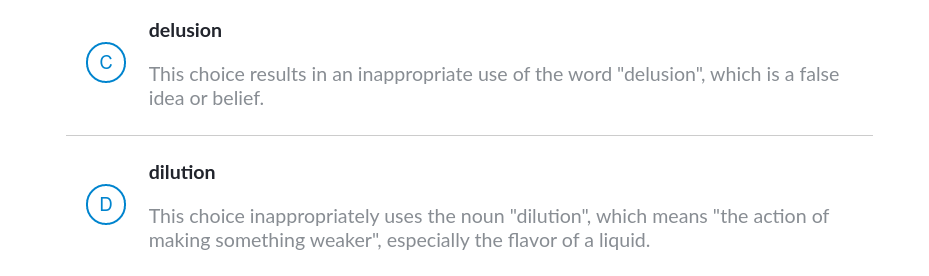 delusion
C
This choice results in an inappropriate use of the word "delusion", which is a false
idea or belief.
dilution
D
This choice inappropriately uses the noun "dilution", which means "the action of
making something weaker", especially the flavor of a liquid.